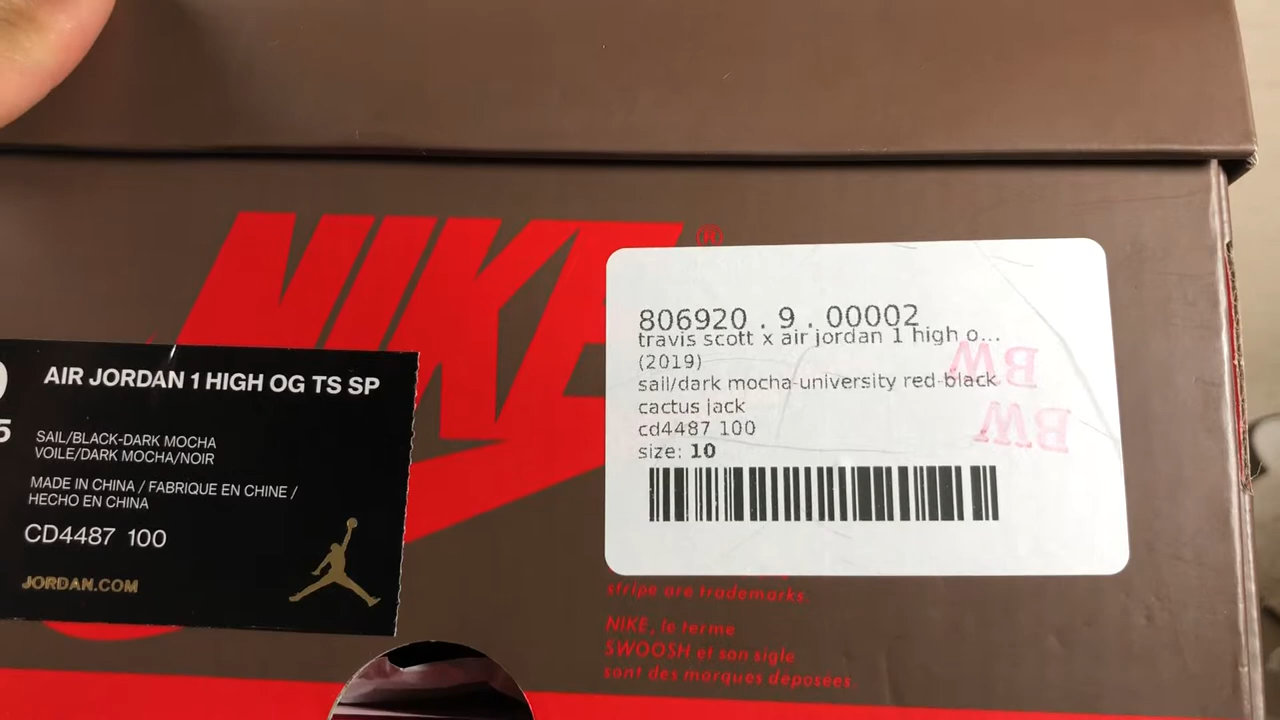 NIKE®
AIR JORDAN 1 HIGH OG TS SP
SAIL/BLACK-DARK MOCHA
VOILE/DARK MOCHA/NOIR
MADE IN CHINA / FABRIQUE EN CHINE /
HECHO EN CHINA
CD4487 100
JORDAN.COM
806920 . 9 . 00002
travis scott x air jordan 1 high o...
(2019)
sail/dark mocha-university red-black
cactus jack
cd4487 100
size: 10
BW
BW
stripe are trademarks.
NIKE, le terme
SWOOSH et son sigle
sont des marques déposées.